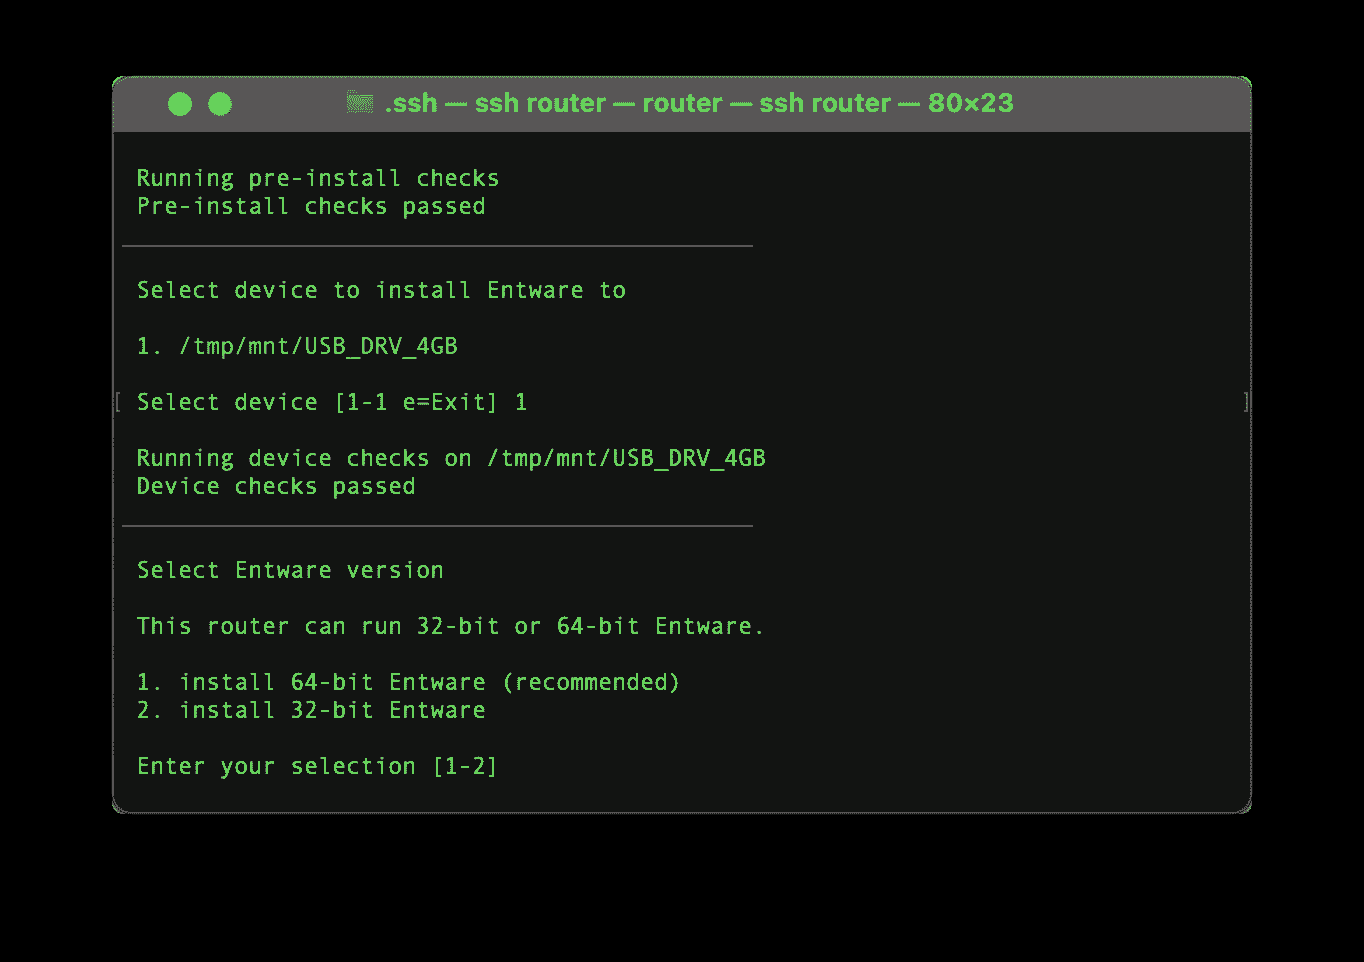 .ssh — ssh router — router — ssh router — 80×23
Running pre-install checks
Pre-install checks passed
Select device to install Entware to
1. /tmp/mnt/USB_DRV_4GB
[ Select device [1-1 e=Exit] 1 ]
Running device checks on /tmp/mnt/USB_DRV_4GB
Device checks passed
Select Entware version
This router can run 32-bit or 64-bit Entware.
1. install 64-bit Entware (recommended)
2. install 32-bit Entware
Enter your selection [1-2]